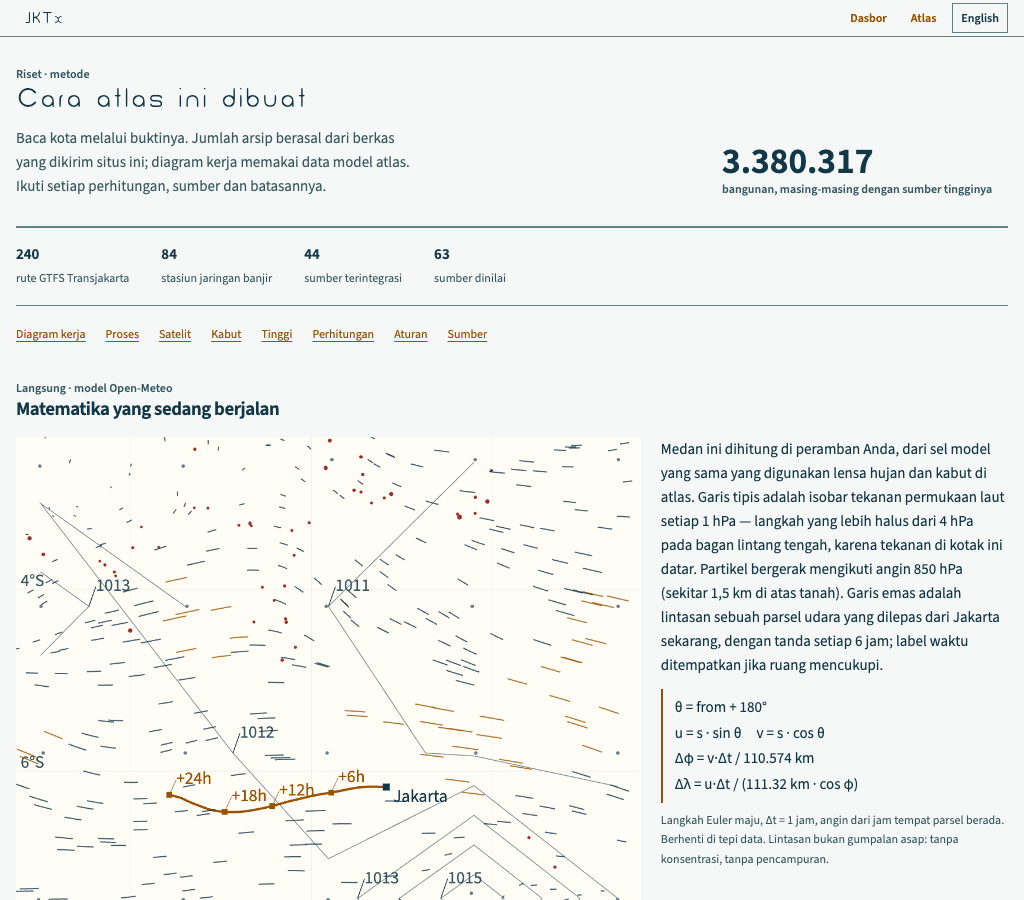 JKTx
Dasbor
Atlas
English
Riset · metode
Cara atlas ini dibuat
Baca kota melalui buktinya. Jumlah arsip berasal dari berkas
yang dikirim situs ini; diagram kerja memakai data model atlas.
Ikuti setiap perhitungan, sumber dan batasannya.
3.380.317
bangunan, masing-masing dengan sumber tingginya
240
rute GTFS Transjakarta
84
stasiun jaringan banjir
44
sumber terintegrasi
63
sumber dinilai
Diagram kerja
Proses
Satelit
Kabut
Tinggi
Perhitungan
Aturan
Sumber
Langsung · model Open-Meteo
Matematika yang sedang berjalan
4°S
1013
1011
1012
6°S
+24h
+18h
+12h
+6h
Jakarta
1013
1015
Medan ini dihitung di peramban Anda, dari sel model
yang sama yang digunakan lensa hujan dan kabut di
atlas. Garis tipis adalah isobar tekanan permukaan laut
setiap 1 hPa — langkah yang lebih halus dari 4 hPa
pada bagan lintang tengah, karena tekanan di kotak ini
datar. Partikel bergerak mengikuti angin 850 hPa
(sekitar 1,5 km di atas tanah). Garis emas adalah
lintasan sebuah parsel udara yang dilepas dari Jakarta
sekarang, dengan tanda setiap 6 jam; label waktu
ditempatkan jika ruang mencukupi.
θ = from + 180°
u = s · sin θ v = s · cos θ
Δφ = v·Δt / 110.574 km
Δλ = u·Δt / (111.32 km · cos φ)
Langkah Euler maju, Δt = 1 jam, angin dari jam tempat parsel berada.
Berhenti di tepi data. Lintasan bukan gumpalan asap: tanpa
konsentrasi, tanpa pencampuran.